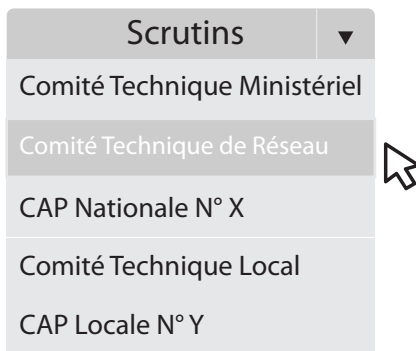 Scrutins
Comité Technique Ministériel
Comité Technique de Réseau
CAP Nationale N° X
Comité Technique Local
CAP Locale N° Y